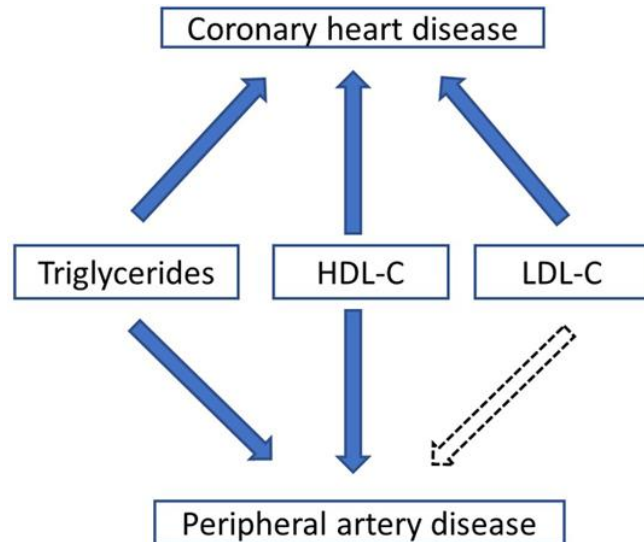 Coronary heart disease
Triglycerides
HDL-C
LDL-C
Peripheral artery disease